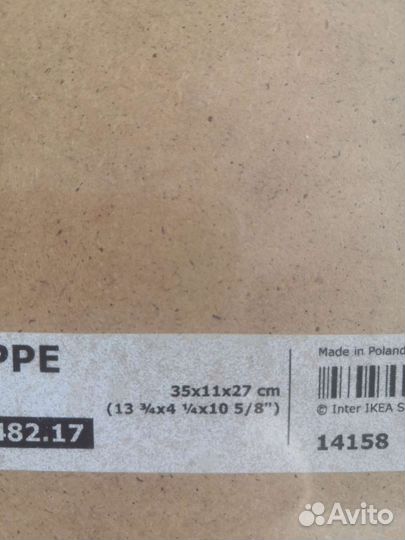 PPE
35x11x27 cm
(13 ¾x4 ¼x10 5/8")
482.17
Made in Poland
© Inter IKEA S
14158
Avito